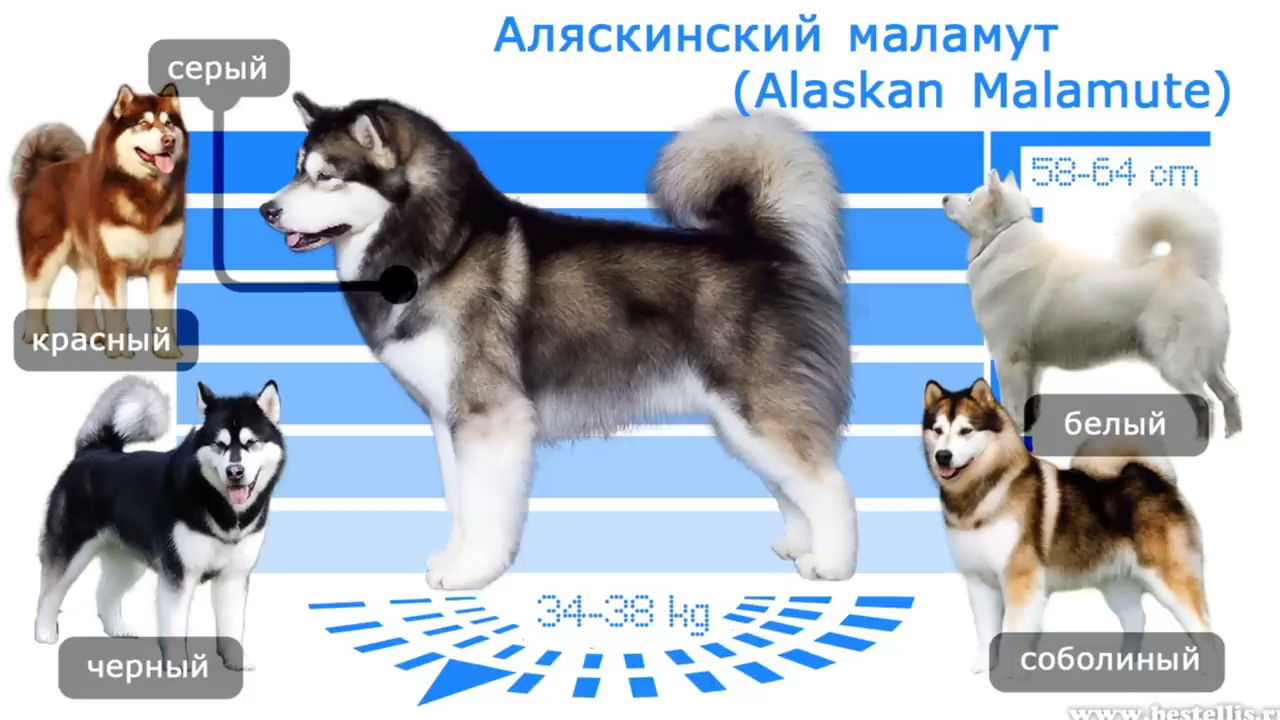 Аляскинский маламут
(Alaskan Malamute)
серый
58-64 cm
красный
белый
34-38 kg
черный
соболиный